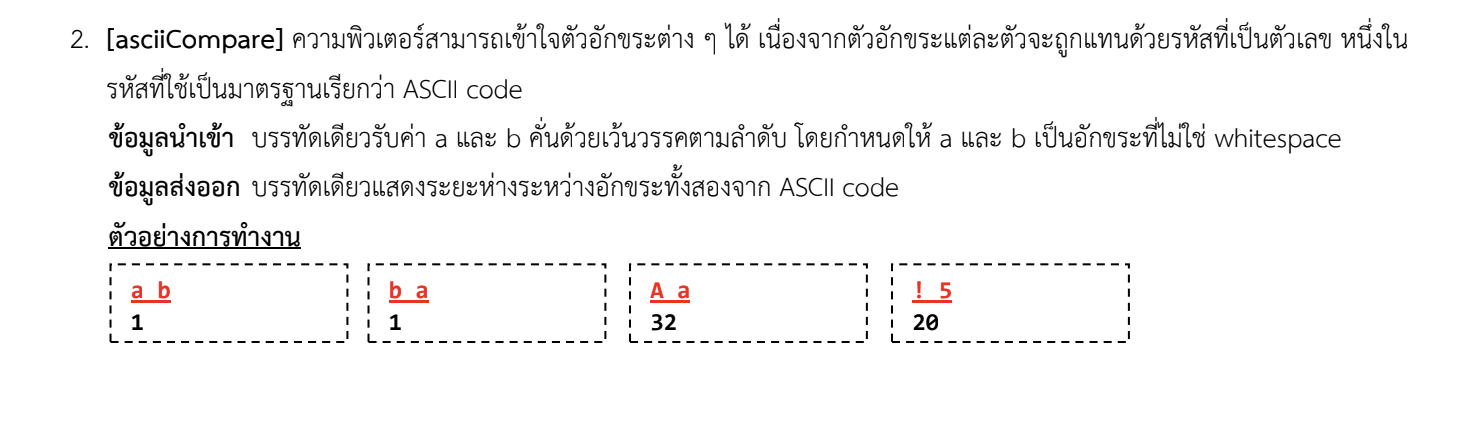 2. [asciiCompare] ความพิวเตอร์สามารถเข้าใจตัวอักขระต่าง ๆ ได้ เนื่องจากตัวอักขระแต่ละตัวจะถูกแทนด้วยรหัสที่เป็นตัวเลข หนึ่งใน
รหัสที่ใช้เป็นมาตรฐานเรียกว่า ASCII code
ข้อมูลนำเข้า บรรทัดเดียวรับค่า a และ b คั่นด้วยเว้นวรรคตามลำดับ โดยกำหนดให้ a และ b เป็นอักขระที่ไม่ใช่ whitespace
ข้อมูลส่งออก บรรทัดเดียวแสดงระยะห่างระหว่างอักขระทั้งสองจาก ASCII code
ตัวอย่างการทำงาน
a b
1
b a
1
A a
32
! 5
20